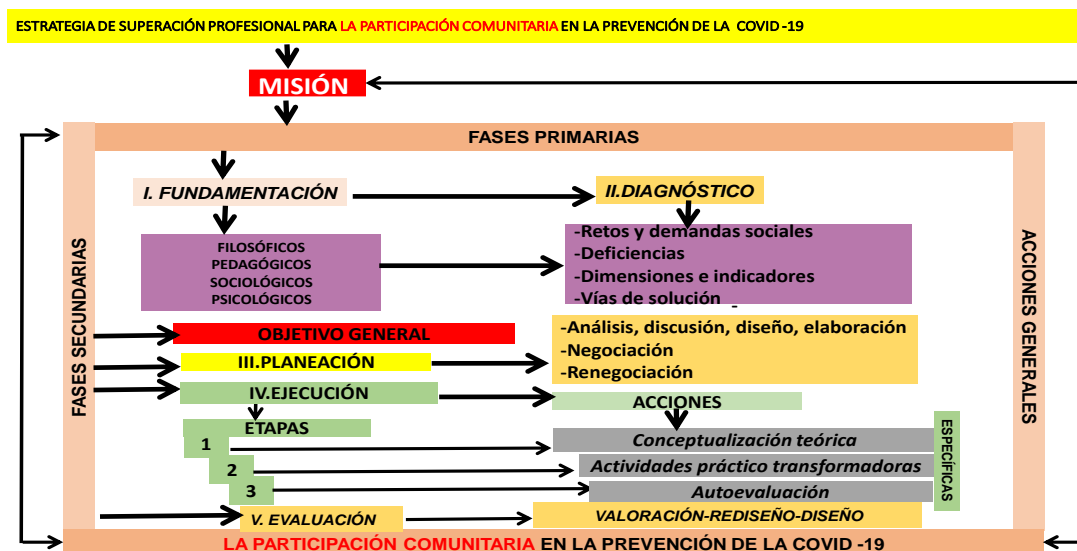 ESTRATEGIA DE SUPERACIÓN PROFESIONAL PARA LA PARTICIPACIÓN COMUNITARIA EN LA PREVENCIÓN DE LA COVID -19
MISIÓN
FASES PRIMARIAS
FASES SECUNDARIAS
ACCIONES GENERALES
I. FUNDAMENTACIÓN
II.DIAGNÓSTICO
FILOSÓFICOS
PEDAGÓGICOS
SOCIOLÓGICOS
PSICOLÓGICOS
-Retos y demandas sociales
-Deficiencias
-Dimensiones e indicadores
-Vías de solución
OBJETIVO GENERAL
III.PLANEACIÓN
-Análisis, discusión, diseño, elaboración
-Negociación
-Renegociación
IV.EJECUCIÓN
ACCIONES
ETAPAS
1
Conceptualización teórica
2
Actividades práctico transformadoras
3
Autoevaluación
ESPECÍFICAS
V. EVALUACIÓN
VALORACIÓN-REDISEÑO-DISEÑO
LA PARTICIPACIÓN COMUNITARIA EN LA PREVENCIÓN DE LA COVID -19